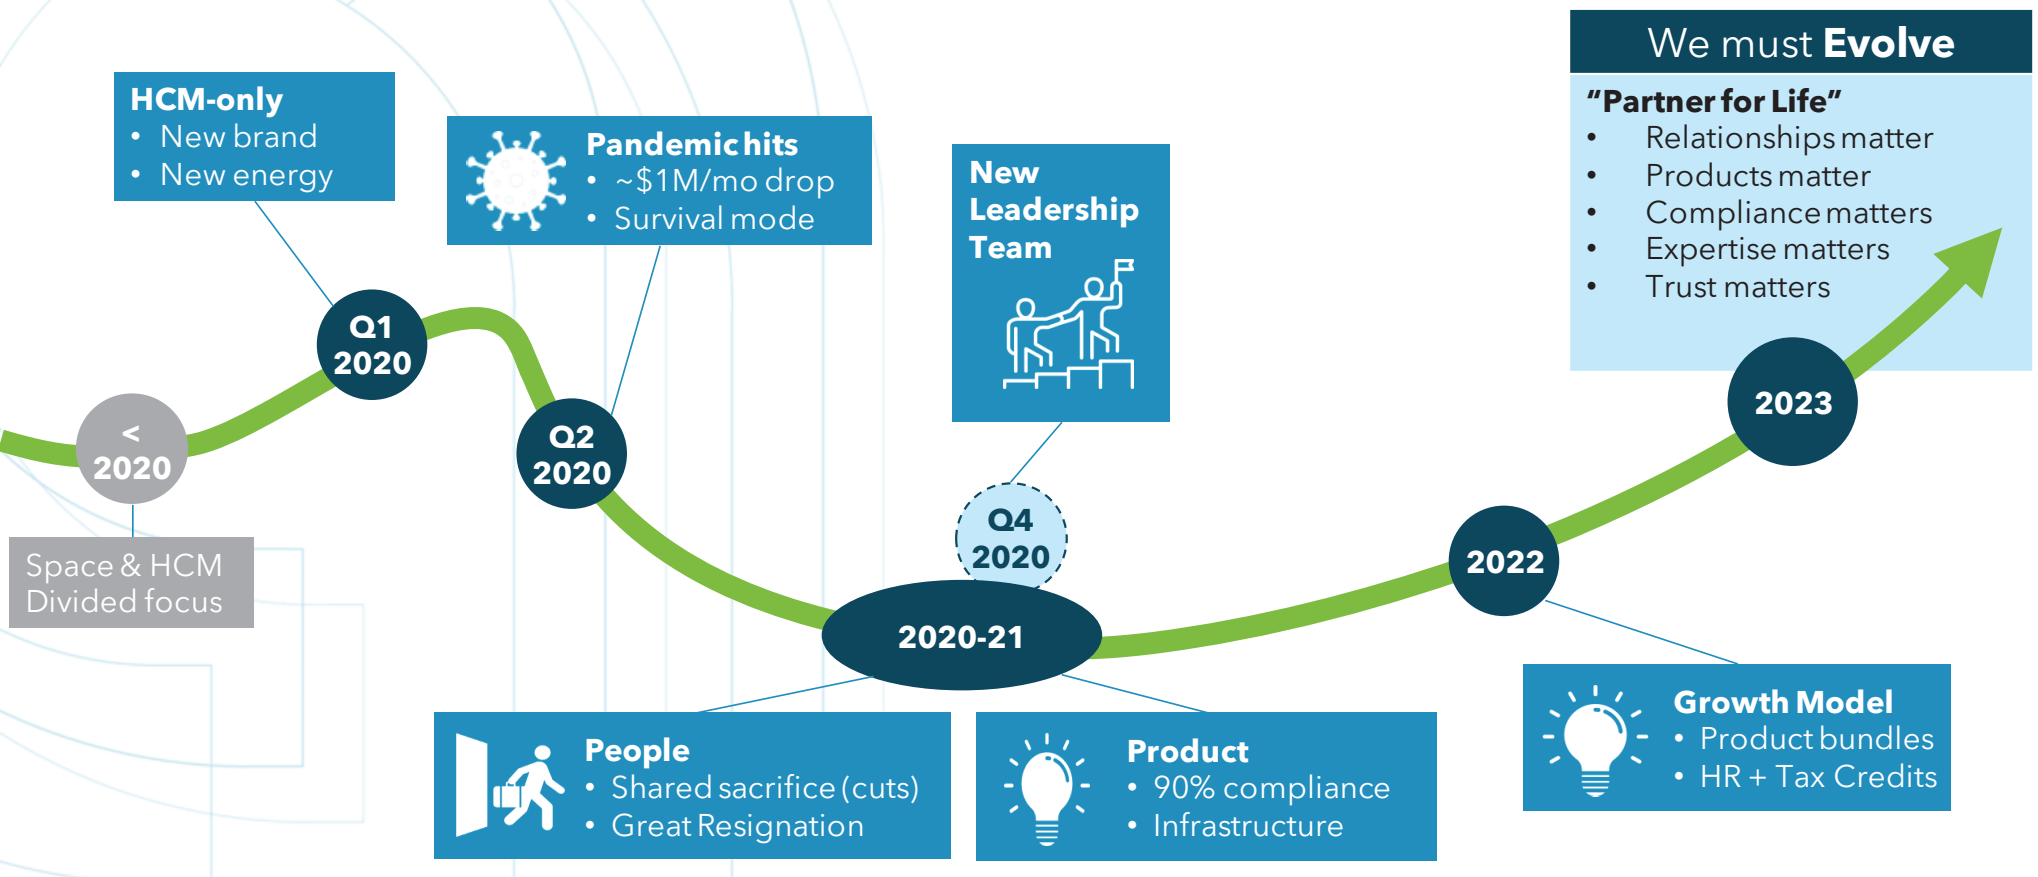 We must Evolve
"Partner for Life"
• Relationships matter
• Products matter
• Compliance matters
• Expertise matters
• Trust matters
HCM-only
• New brand
• New energy
Pandemic hits
• ~$1M/mo drop
• Survival mode
New
Leadership
Team
Q1
2020
<
2020
Space & HCM
Divided focus
Q2
2020
Q4
2020
2020-21
2022
2023
People
• Shared sacrifice (cuts)
• Great Resignation
Product
• 90% compliance
• Infrastructure
Growth Model
• Product bundles
• HR + Tax Credits